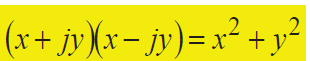 (x + jy)(x − jy) = x² + y²